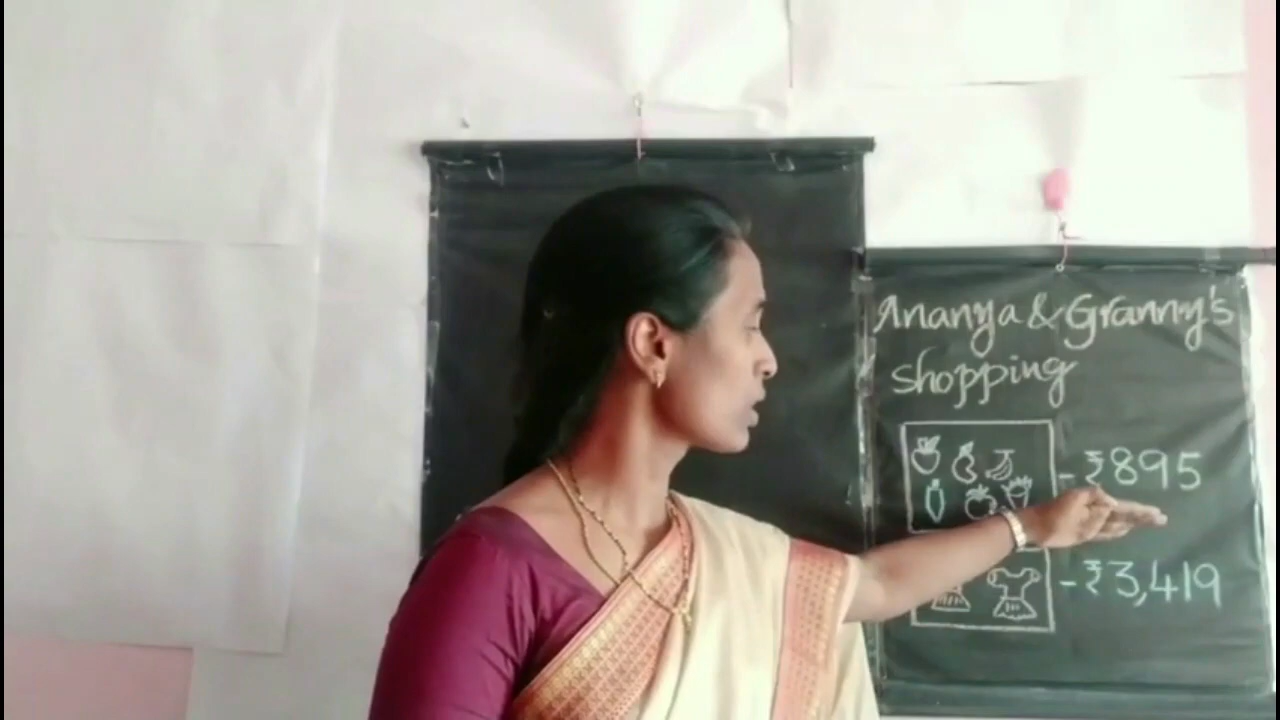 Ananya & Granny's
Shopping
- ₹895
- ₹3,419